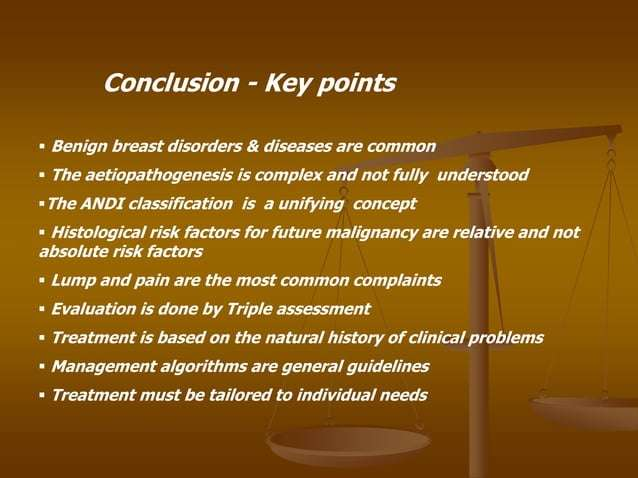 Conclusion - Key points
▪ Benign breast disorders & diseases are common
▪ The aetiopathogenesis is complex and not fully understood
▪The ANDI classification is a unifying concept
▪ Histological risk factors for future malignancy are relative and not
absolute risk factors
▪ Lump and pain are the most common complaints
▪ Evaluation is done by Triple assessment
▪ Treatment is based on the natural history of clinical problems
▪ Management algorithms are general guidelines
▪ Treatment must be tailored to individual needs